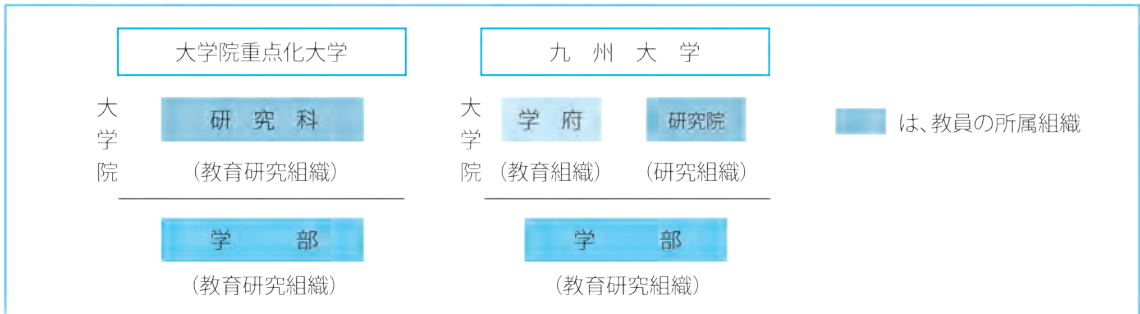 大学院重点化大学
九州大学
大学院
研究科
(教育研究組織)
学部
(教育研究組織)
大学院
学府
(教育組織)
研究院
(研究組織)
学部
(教育研究組織)
は、教員の所属組織